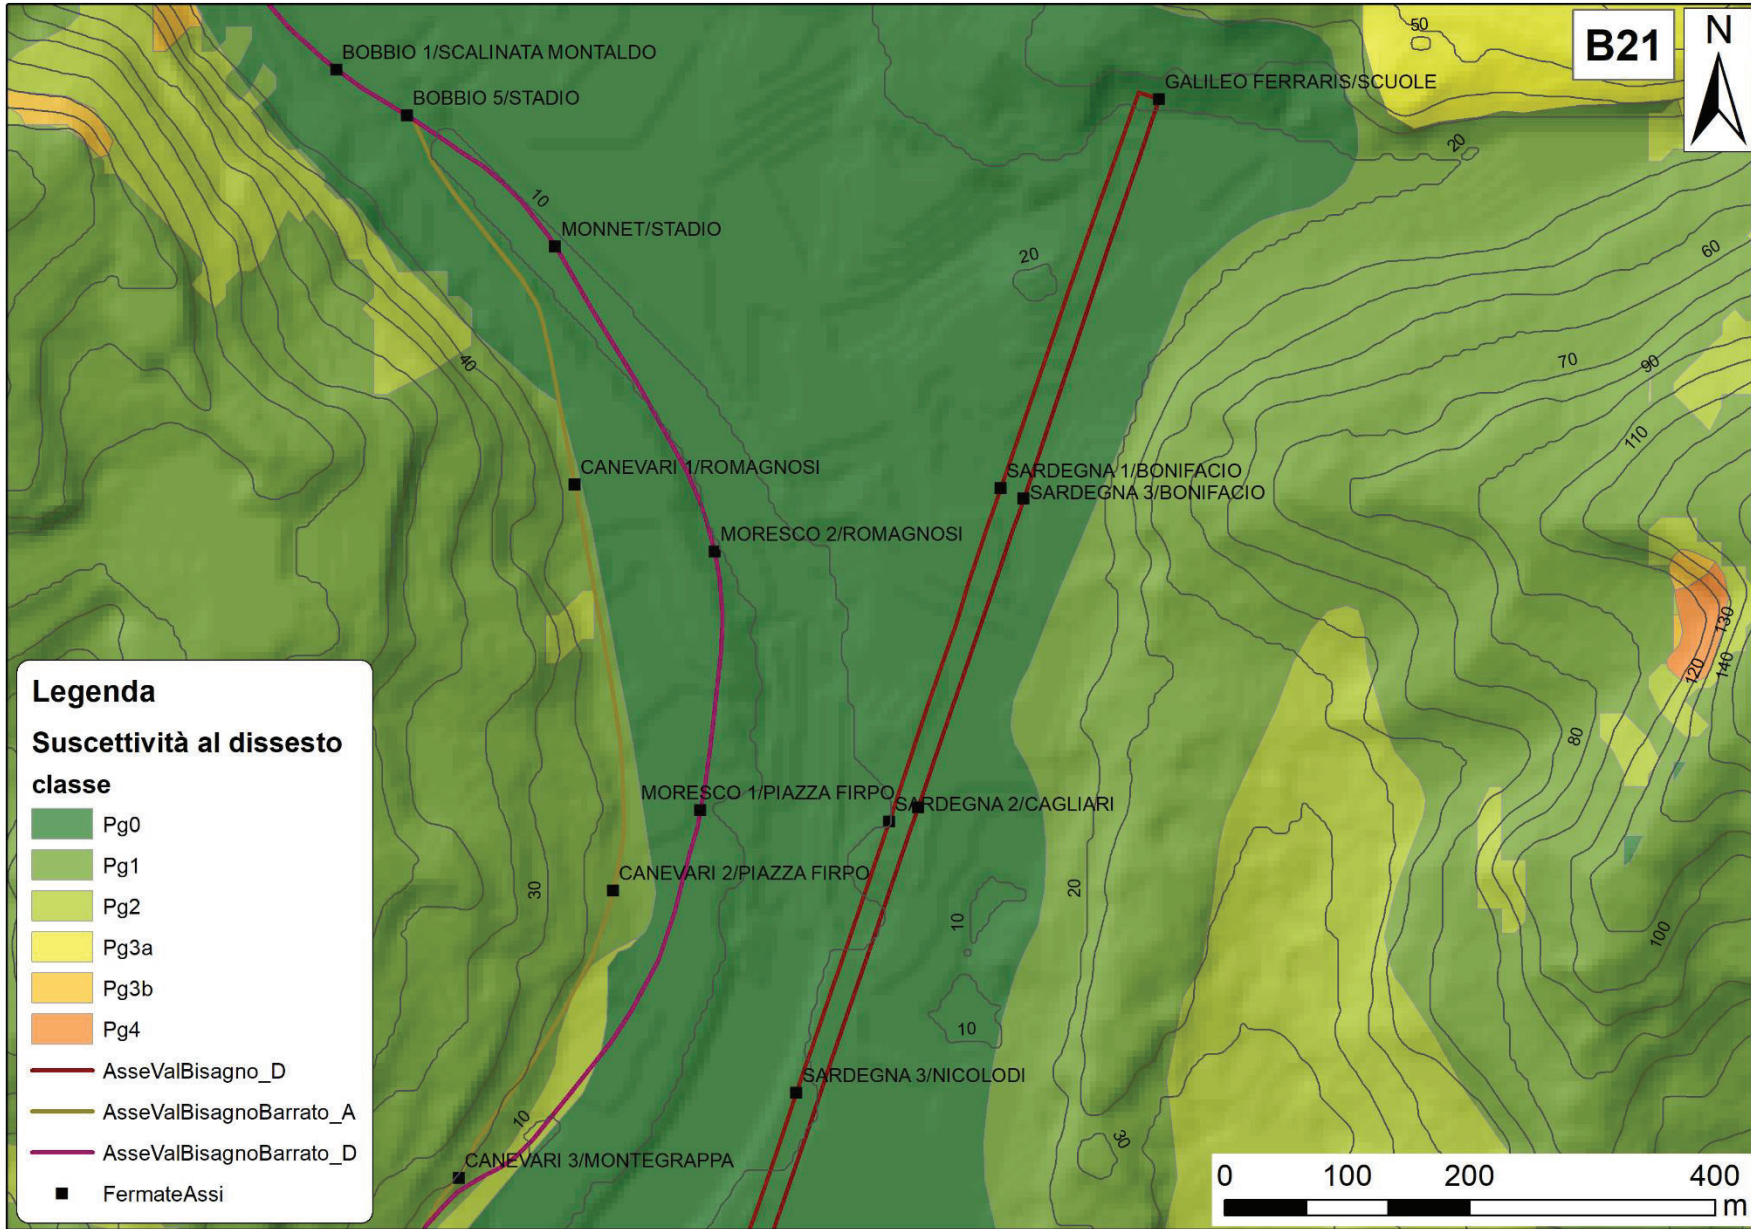 50
B21
N
BOBBIO 1/SCALINATA MONTALDO
GALILEO FERRARIS/SCUOLE
BOBBIO 5/STADIO
20
10
MONNET/STADIO
60
20
40
70
90
110
CANEVARI 1/ROMAGNOSI
SARDEGNA 1/BONIFACIO
SARDEGNA 3/BONIFACIO
MORESCO 2/ROMAGNOSI
130
120
140
80
MORESCO 1/PIAZZA FIRPO
SARDEGNA 2/CAGLIARI
CANEVARI 2/PIAZZA FIRPO
30
20
10
100
10
SARDEGNA 3/NICOLODI
10
30
CANEVARI 3/MONTEGRAPPA
Legenda
Suscettività al dissesto
classe
Pg0
Pg1
Pg2
Pg3a
Pg3b
Pg4
AsseValBisagno_D
AsseValBisagnoBarrato_A
AsseValBisagnoBarrato_D
FermateAssi
0 100 200 400
m